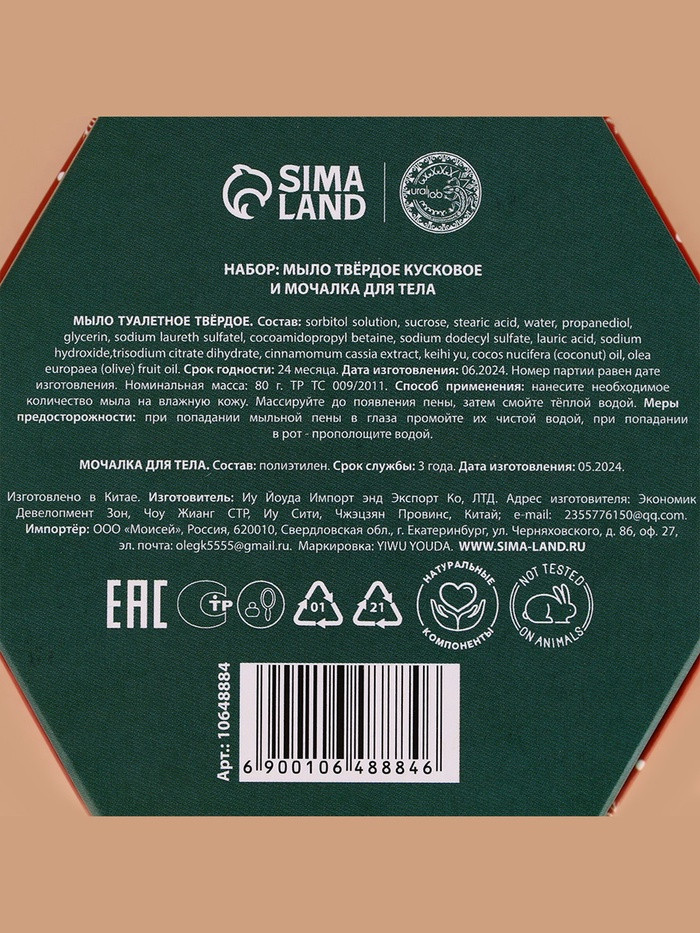 SIMA
LAND
ural lab
НАБОР: МЫЛО ТВЁРДОЕ КУСКОВОЕ
И МОЧАЛКА ДЛЯ ТЕЛА
МЫЛО ТУАЛЕТНОЕ ТВЁРДОЕ. Состав: sorbitol solution, sucrose, stearic acid, water, propanediol,
glycerin, sodium laureth sulfatel, cocoamidopropyl betaine, sodium dodecyl sulfate, lauric acid, sodium
hydroxide,trisodium citrate dihydrate, cinnamomum cassia extract, keihi yu, cocos nucifera (coconut) oil, olea
europaea (olive) fruit oil. Срок годности: 24 месяца. Дата изготовления: 06.2024. Номер партии равен дате
изготовления. Номинальная масса: 80 г. ТР ТС 009/2011. Способ применения: нанесите необходимое
количество мыла на влажную кожу. Массируйте до появления пены, затем смойте тёплой водой. Меры
предосторожности: при попадании мыльной пены в глаза промойте их чистой водой, при попадании
в рот - прополощите водой.
МОЧАЛКА ДЛЯ ТЕЛА. Состав: полиэтилен. Срок службы: 3 года. Дата изготовления: 05.2024.
Изготовлено в Китае. Изготовитель: Иу Йоуда Импорт энд Экспорт Ко, ЛТД. Адрес изготовителя: Экономик
Девелопмент Зон, Чоу Жианг СТР, Иу Сити, Чжэцзян Провинс, Китай; e-mail: 2355776150@qq.com.
Импортёр: ООО «Моисей», Россия, 620010, Свердловская обл., г. Екатеринбург, ул. Черняховского, д. 86, оф. 27,
эл. почта: olegk5555@gmail.ru. Маркировка: YIWU YOUDA. WWW.SIMA-LAND.RU
EAC
СТР
01
21
НАТУРАЛЬНЫЕ
КОМПОНЕНТЫ
NOT TESTED
ON ANIMALS
Арт.: 10648884
6 900106 488846